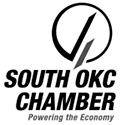 SOUTH OKC
CHAMBER
Powering the Economy